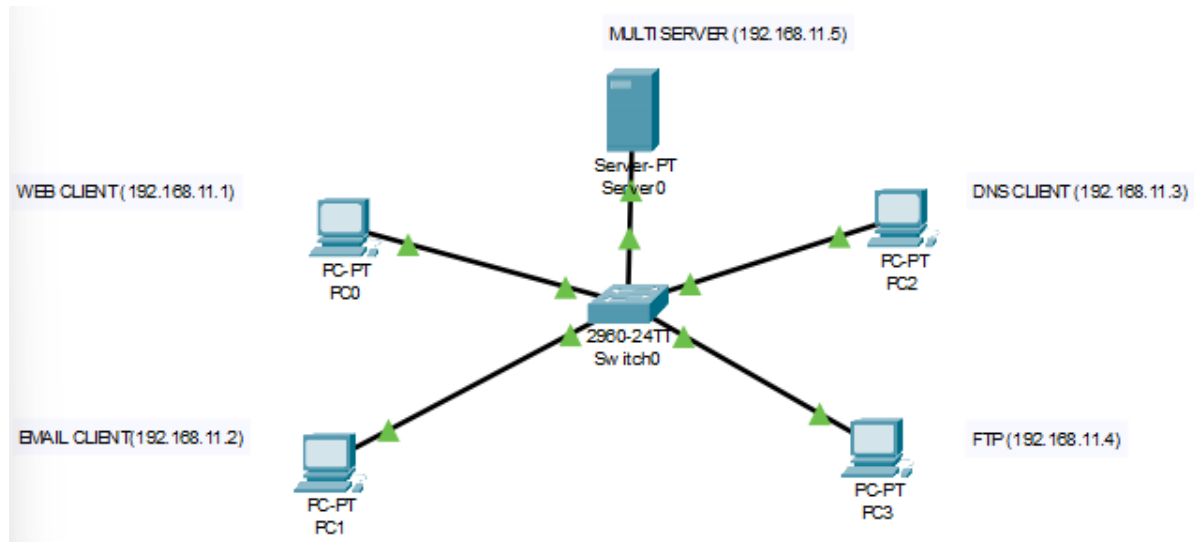 MULTI SERVER (192.168.11.5)
Server-PT
Server0
WEB CLIENT (192.168.11.1)
PC-PT
PC0
DNS CLIENT (192.168.11.3)
PC-PT
PC2
2960-24TT
Switch0
EMAIL CLIENT(192.168.11.2)
PC-PT
PC1
FTP (192.168.11.4)
PC-PT
PC3